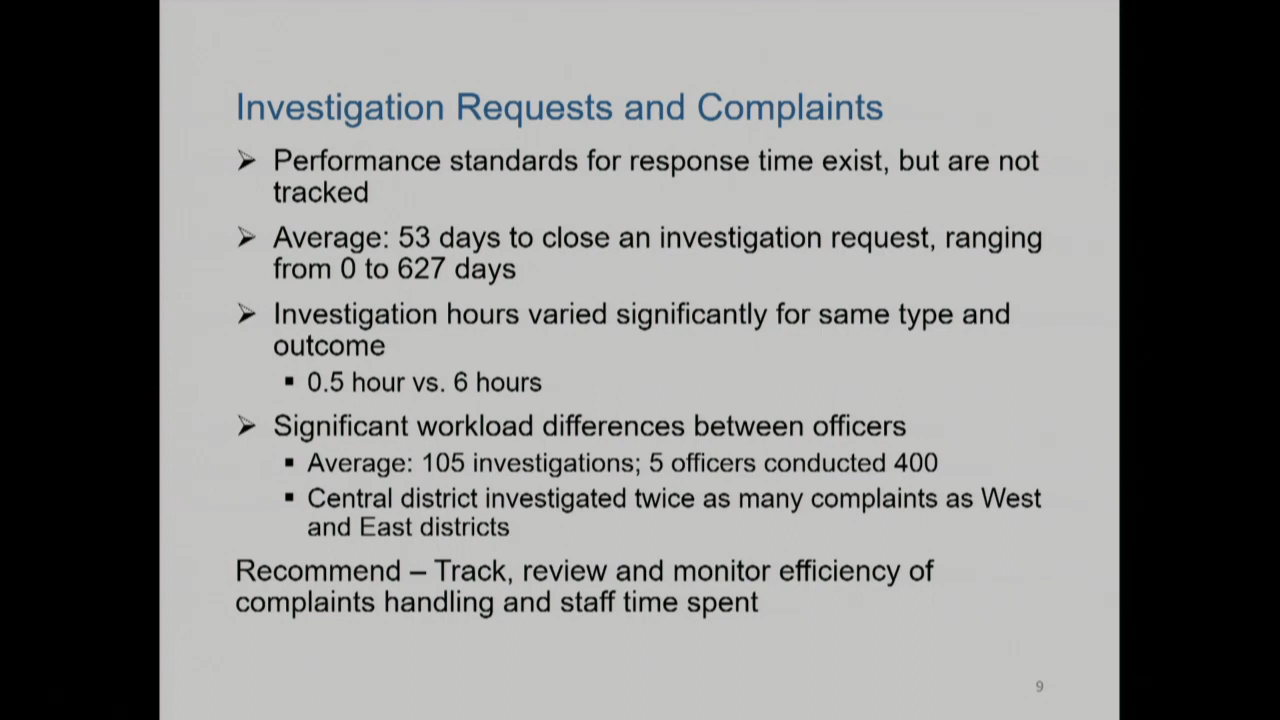 Investigation Requests and Complaints
➢ Performance standards for response time exist, but are not
tracked
➢ Average: 53 days to close an investigation request, ranging
from 0 to 627 days
➢ Investigation hours varied significantly for same type and
outcome
▪ 0.5 hour vs. 6 hours
➢ Significant workload differences between officers
▪ Average: 105 investigations; 5 officers conducted 400
▪ Central district investigated twice as many complaints as West
and East districts
Recommend – Track, review and monitor efficiency of
complaints handling and staff time spent
9